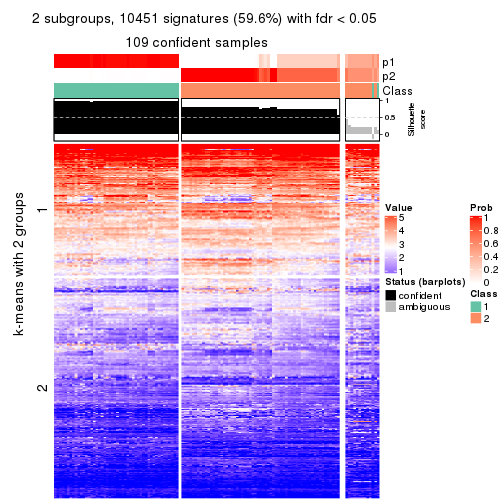 2 subgroups, 10451 signatures (59.6%) with fdr < 0.05
109 confident samples
p1
p2
Class
1
0.5
0
Silhouette
score
k-means with 2 groups
1
2
Value
5
4
3
2
1
Status (barplots)
confident
ambiguous
Prob
1
0.8
0.6
0.4
0.2
0
Class
1
2